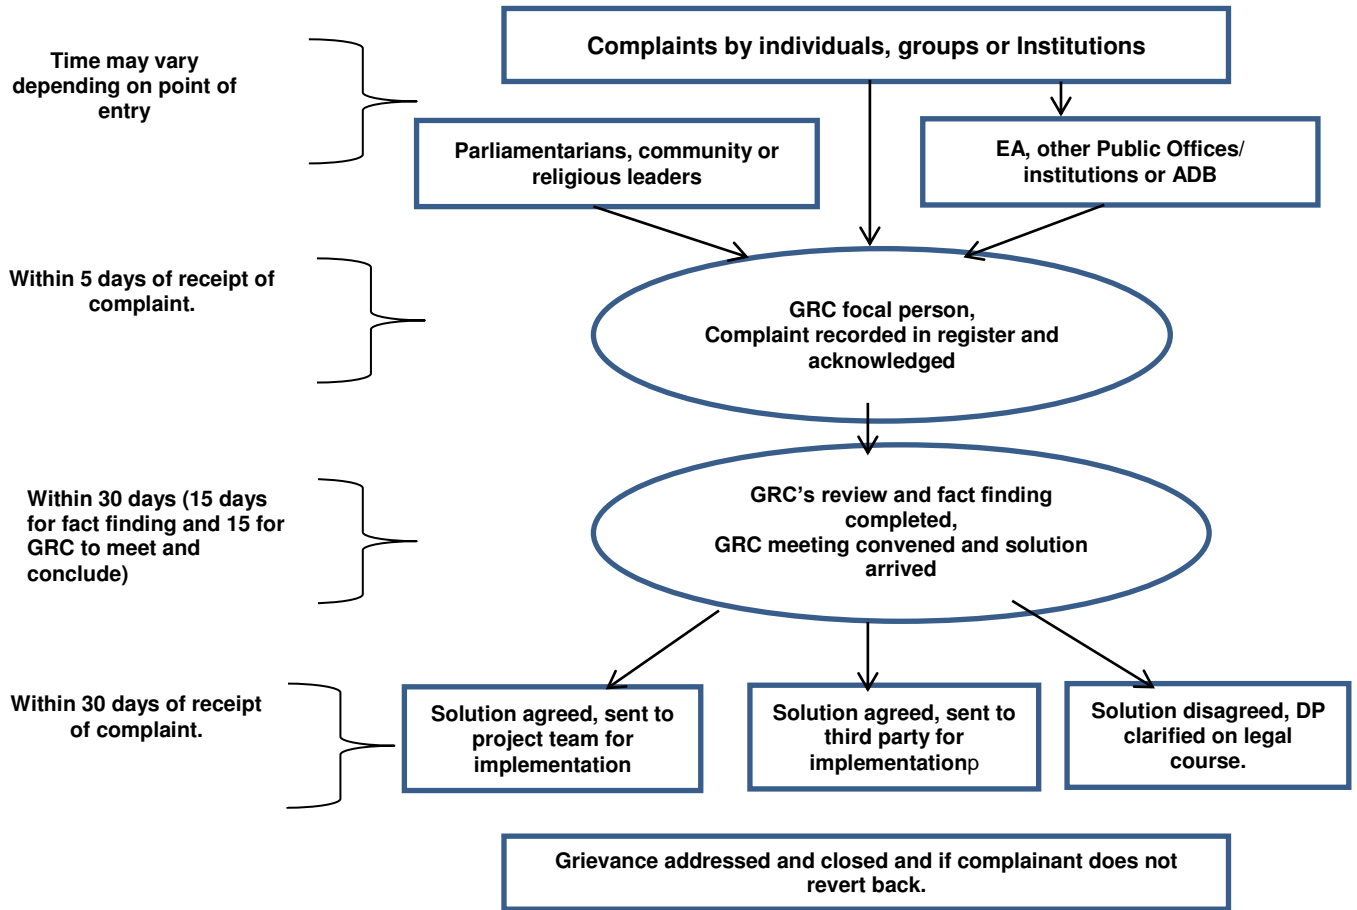 Complaints by individuals, groups or Institutions
Time may vary
depending on point of
entry
Parliamentarians, community or
religious leaders
EA, other Public Offices/
institutions or ADB
Within 5 days of receipt of
complaint.
GRC focal person,
Complaint recorded in register and
acknowledged
Within 30 days (15 days
for fact finding and 15 for
GRC to meet and
conclude)
GRC’s review and fact finding
completed,
GRC meeting convened and solution
arrived
Within 30 days of receipt
of complaint.
Solution agreed, sent to
project team for
implementation
Solution agreed, sent to
third party for
implementationp
Solution disagreed, DP
clarified on legal
course.
Grievance addressed and closed and if complainant does not
revert back.